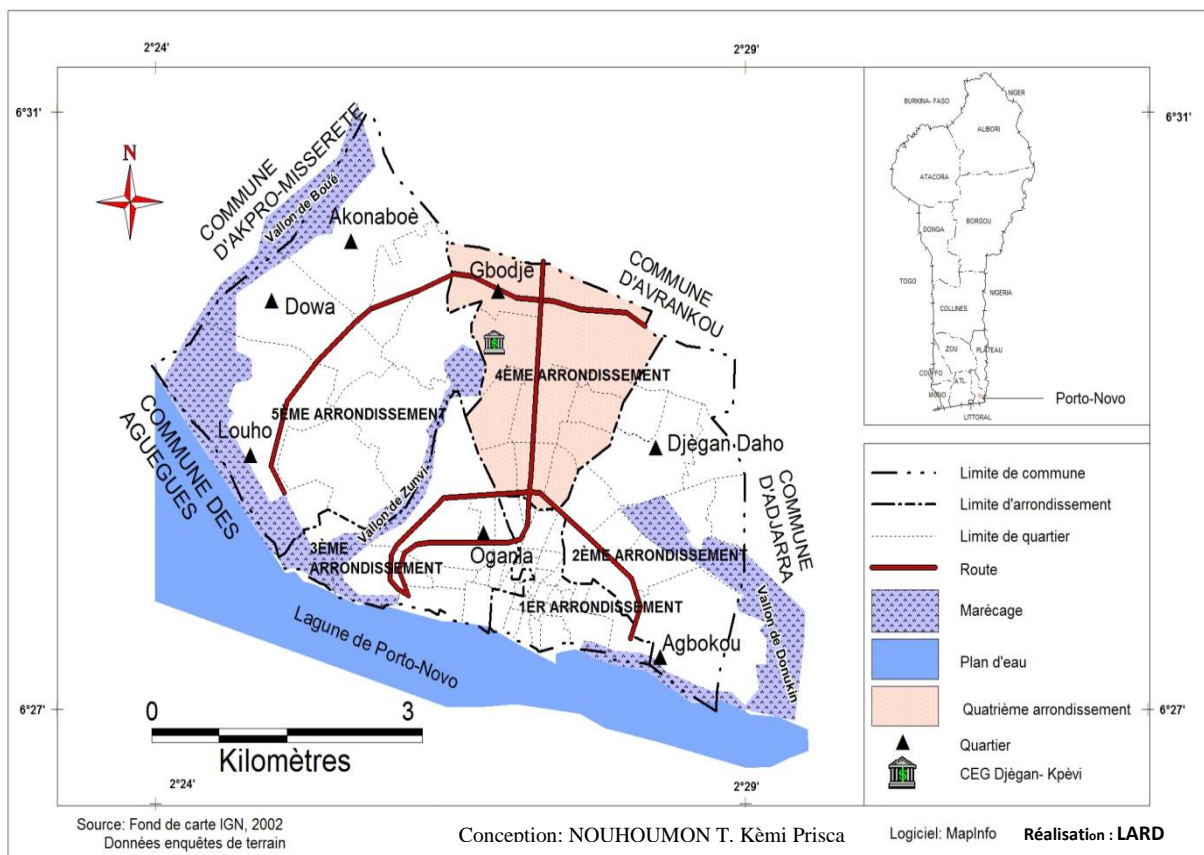 2°24'
2°29'
6°31'
6°31'
N
COMMUNE
D'AKPRO-MISSERETE
Vallon de Boué
Akonaboè
Dowa
Gbodjè
COMMUNE
D'AVRANKOU
4ÈME ARRONDISSEMENT
5ÈME ARRONDISSEMENT
Louho
COMMUNE DES
AGUEGUES
Djègan Daho
Vallon de Zunvi
COMMUNE
D'ADJARRA
3ÈME
ARRONDISSEMENT
Oganla
2ÈME ARRONDISSEMENT
1ER ARRONDISSEMENT
Vallon de Donukin
Agbokou
Lagune de Porto-Novo
0
3
Kilomètres
6°27'
6°27'
2°24'
2°29'
BURKINA- FASO
NIGER
ALIBORI
ATACORA
DONGA
BORGOU
TOGO
NIGERIA
COLLINES
ZOU
PLATEAU
COUFFO
ATL
MONO
LITTORAL
Porto-Novo
Limite de commune
Limite d'arrondissement
Limite de quartier
Route
Marécage
Plan d'eau
Quatrième arrondissement
Quartier
CEG Djègan- Kpèvi
Source: Fond de carte IGN, 2002
Données enquêtes de terrain
Conception: NOUHOUMON T. Kèmi Prisca
Logiciel: MapInfo
Réalisation : LARD